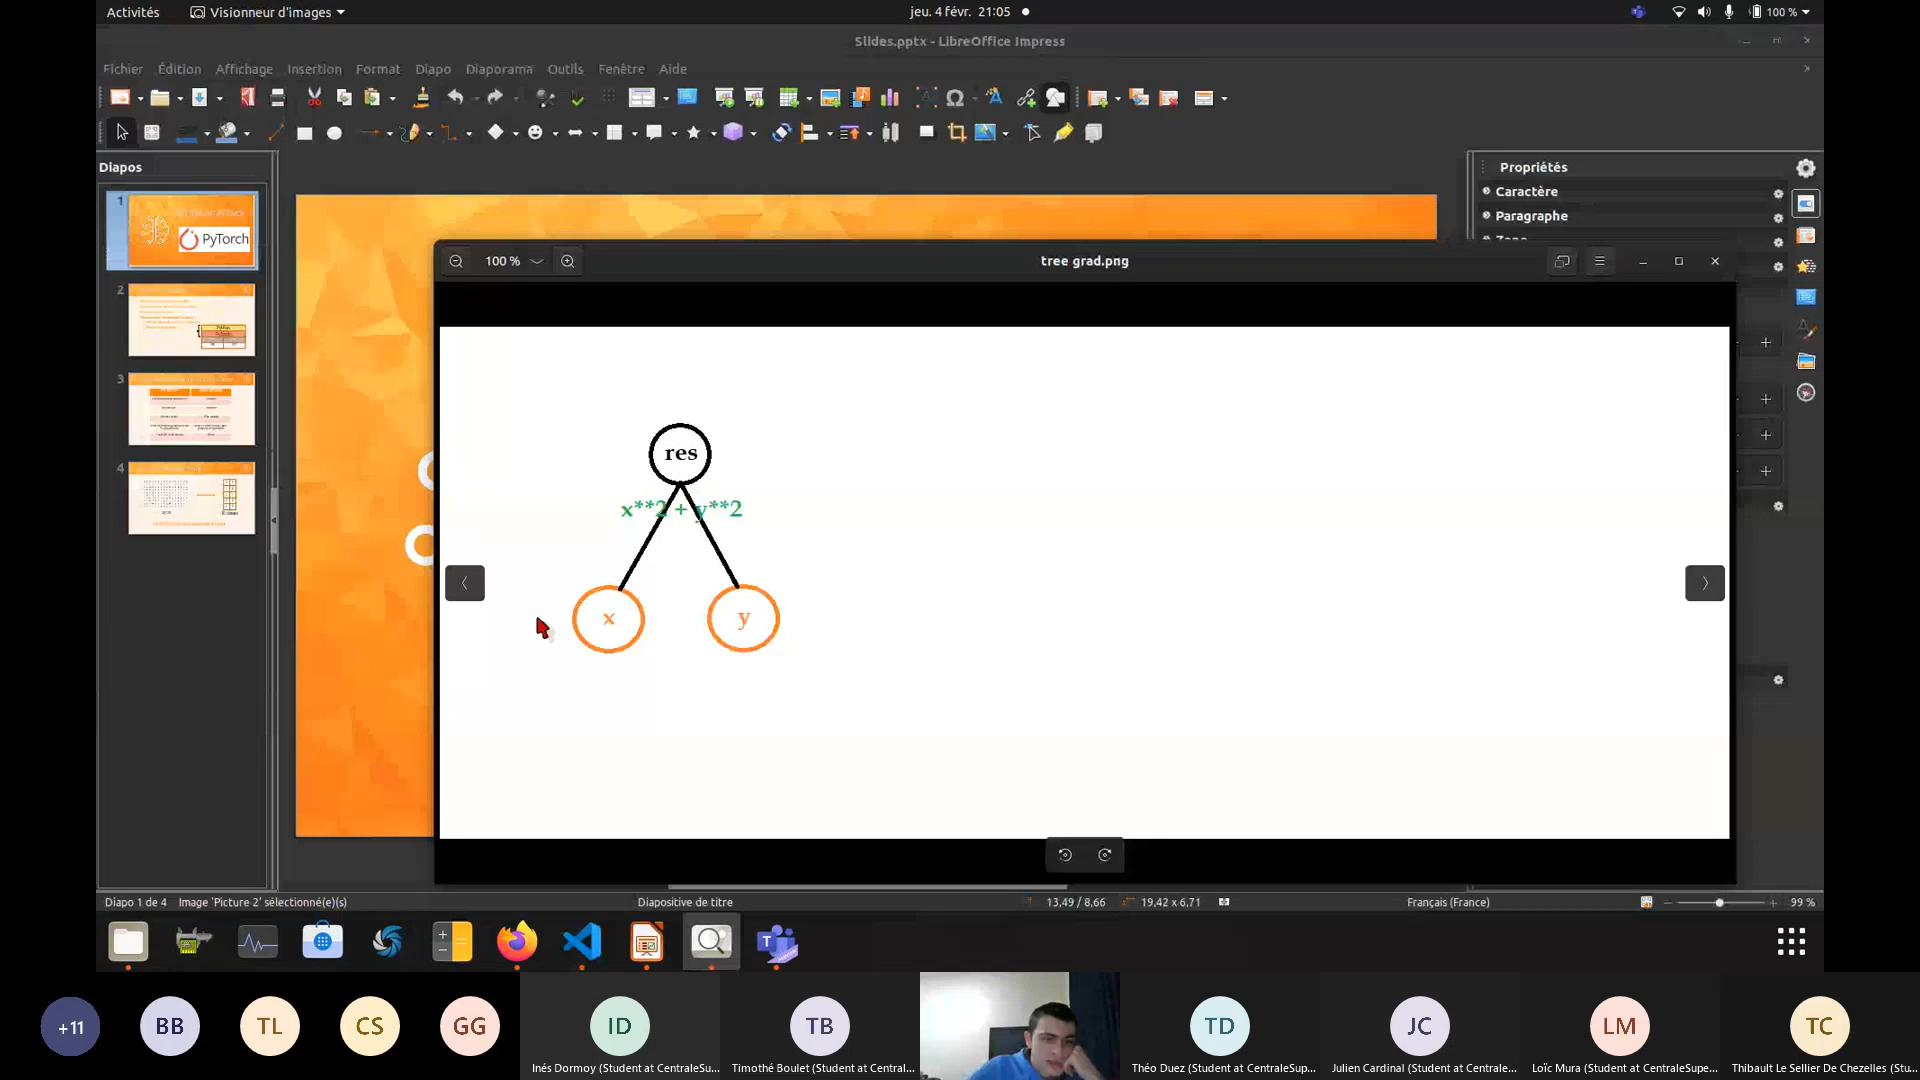 Activités
Visionneur d'images
jeu. 4 févr. 21:05
100 %
Slides.pptx - LibreOffice Impress
Fichier Édition Affichage Insertion Format Diapo Diaporama Outils Fenêtre Aide
Diapos
1
PyTorch
2
3
4
Propriétés
Caractère
Paragraphe
100 %
tree grad.png
res
x**2 + y**2
x
y
Diapo 1 de 4
Image 'Picture 2' sélectionné(e)(s)
Diapositive de titre
13,49 / 8,66
19,42 x 6,71
Français (France)
99 %
+11
BB
TL
CS
GG
ID
TB
TD
JC
LM
TC
Inés Dormoy (Student at CentraleSu...
Timothé Boulet (Student at Central...
Théo Duez (Student at CentraleSup...
Julien Cardinal (Student at Centrale...
Loïc Mura (Student at CentraleSupe...
Thibault Le Sellier De Chezelles (Stu...